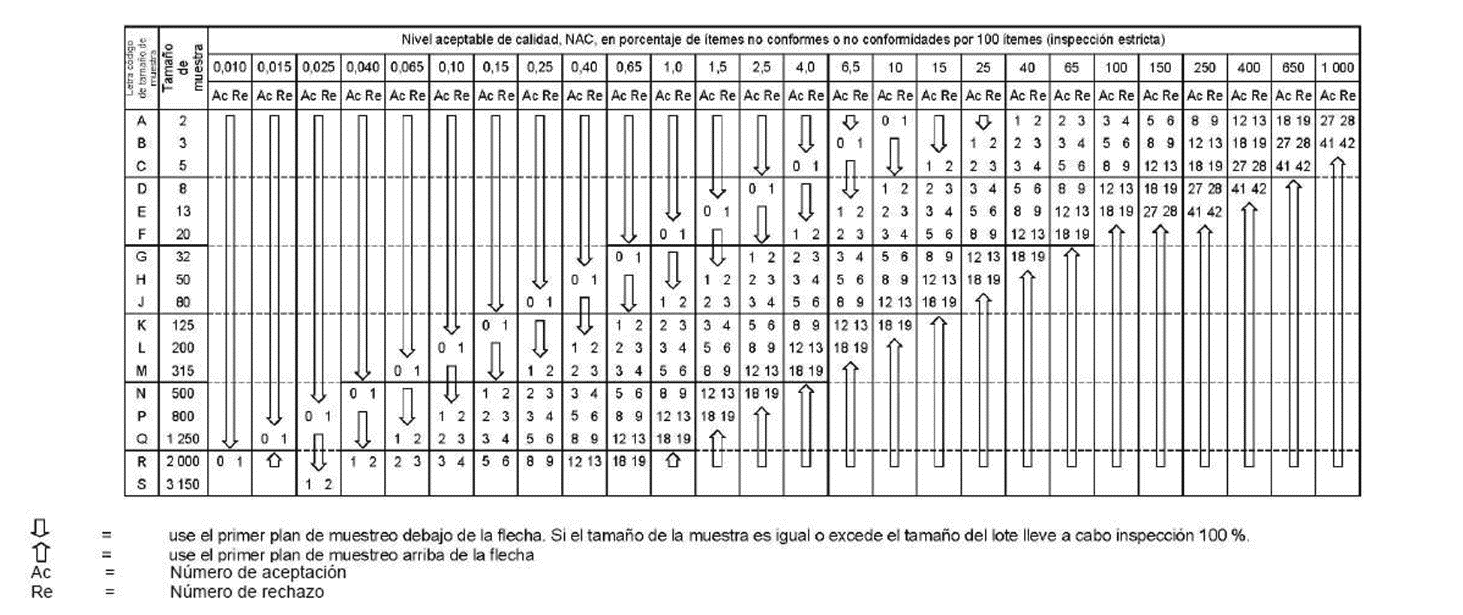 Nivel aceptable de calidad, NAC, en porcentaje de ítemes no conformes o no conformidades por 100 ítemes (inspección estricta)
Letra código de tamaño de muestra
Tamaño de muestra
0,010 0,015 0,025 0,040 0,065 0,10 0,15 0,25 0,40 0,65 1,0 1,5 2,5 4,0 6,5 10 15 25 40 65 100 150 250 400 650 1 000
Ac Re Ac Re Ac Re Ac Re Ac Re Ac Re Ac Re Ac Re Ac Re Ac Re Ac Re Ac Re Ac Re Ac Re Ac Re Ac Re Ac Re Ac Re Ac Re Ac Re Ac Re Ac Re Ac Re Ac Re Ac Re Ac Re
A 2 ⇩ ⇩ ⇩ ⇩ ⇩ ⇩ ⇩ ⇩ ⇩ ⇩ ⇩ ⇩ ⇩ ⇩ ⇩ 0 1 ⇩ ⇩ 1 2 2 3 3 4 5 6 8 9 12 13 18 19 27 28
B 3 0 1 ⇩ 1 2 2 3 3 4 5 6 8 9 12 13 18 19 27 28 41 42
C 5 0 1 ⇩ 1 2 2 3 3 4 5 6 8 9 12 13 18 19 27 28 41 42 ⇧
D 8 0 1 ⇩ 1 2 2 3 3 4 5 6 8 9 12 13 18 19 27 28 41 42 ⇧
E 13 0 1 ⇩ 1 2 2 3 3 4 5 6 8 9 12 13 18 19 27 28 41 42 ⇧
F 20 0 1 ⇩ 1 2 2 3 3 4 5 6 8 9 12 13 18 19 ⇧ ⇧ ⇧
G 32 0 1 ⇩ 1 2 2 3 3 4 5 6 8 9 12 13 18 19 ⇧
H 50 0 1 ⇩ 1 2 2 3 3 4 5 6 8 9 12 13 18 19 ⇧
J 80 0 1 ⇩ 1 2 2 3 3 4 5 6 8 9 12 13 18 19 ⇧
K 125 0 1 ⇩ 1 2 2 3 3 4 5 6 8 9 12 13 18 19 ⇧
L 200 0 1 ⇩ 1 2 2 3 3 4 5 6 8 9 12 13 18 19 ⇧
M 315 0 1 ⇩ 1 2 2 3 3 4 5 6 8 9 12 13 18 19 ⇧
N 500 0 1 ⇩ 1 2 2 3 3 4 5 6 8 9 12 13 18 19 ⇧
P 800 0 1 ⇩ 1 2 2 3 3 4 5 6 8 9 12 13 18 19 ⇧
Q 1 250 0 1 ⇩ 1 2 2 3 3 4 5 6 8 9 12 13 18 19 ⇧
R 2 000 0 1 ⇧ 1 2 2 3 3 4 5 6 8 9 12 13 18 19 ⇧
S 3 150 1 2
⇩ = use el primer plan de muestreo debajo de la flecha. Si el tamaño de la muestra es igual o excede el tamaño del lote lleve a cabo inspección 100 %.
⇧ = use el primer plan de muestreo arriba de la flecha
Ac = Número de aceptación
Re = Número de rechazo